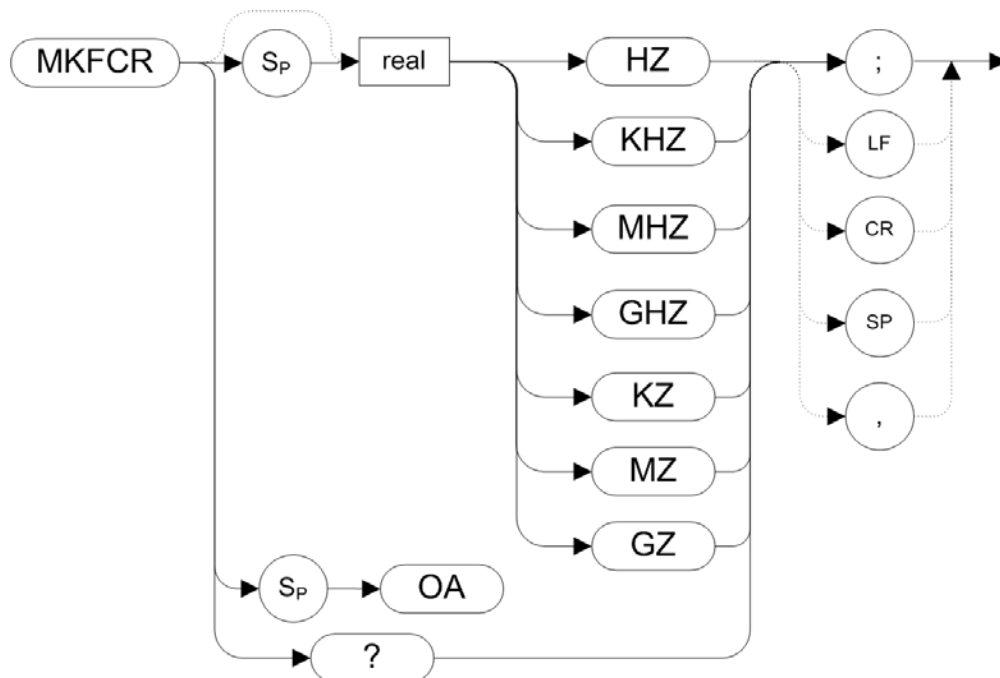 MKFCR SP real HZ ;
KHZ LF
MHZ CR
GHZ SP
KZ ,
MZ
GZ
SP OA
?